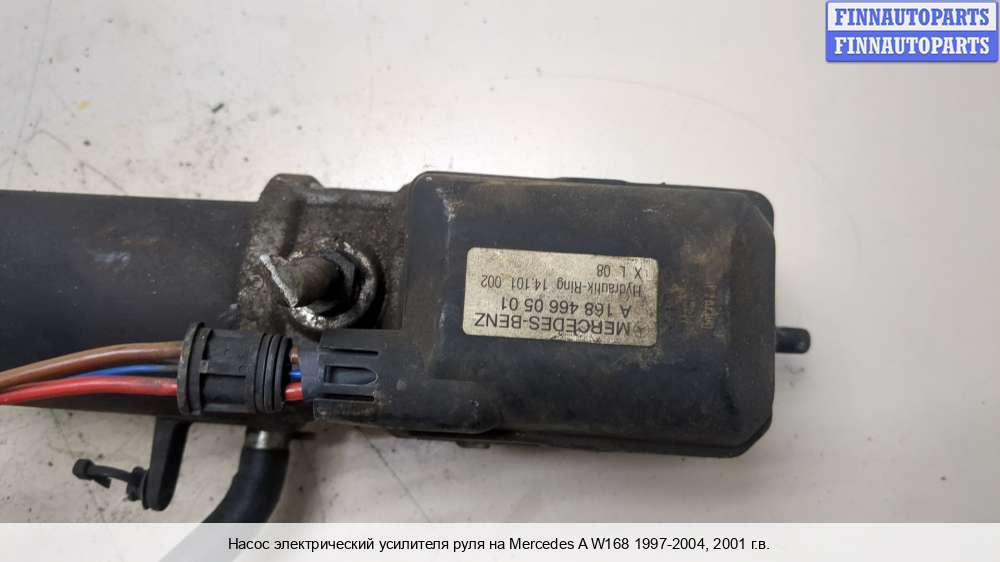 FINNAUTOPARTS
FINNAUTOPARTS
MERCEDES-BENZ
A 168 466 05 01
Hydraulik-Ring 14.101 002
X L 08
Насос электрический усилителя руля на Mercedes A W168 1997-2004, 2001 г.в.